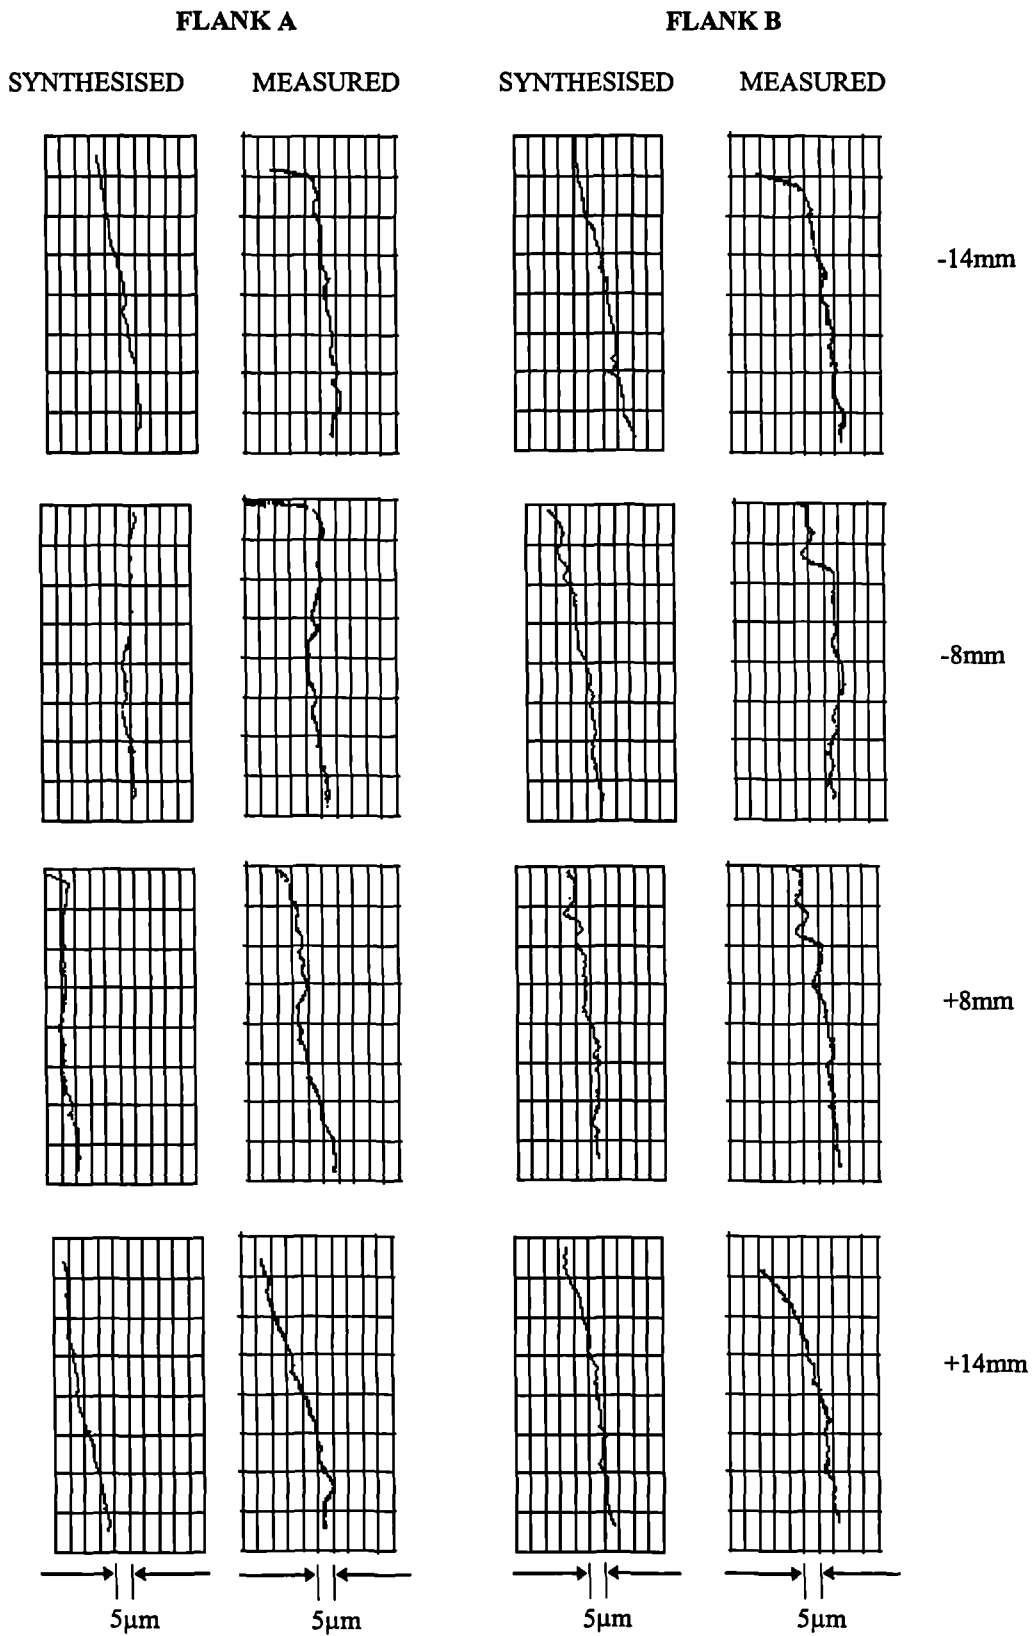 FLANK A FLANK B
SYNTHESISED MEASURED SYNTHESISED MEASURED
-14mm
-8mm
+8mm
+14mm
5μm 5μm 5μm 5μm